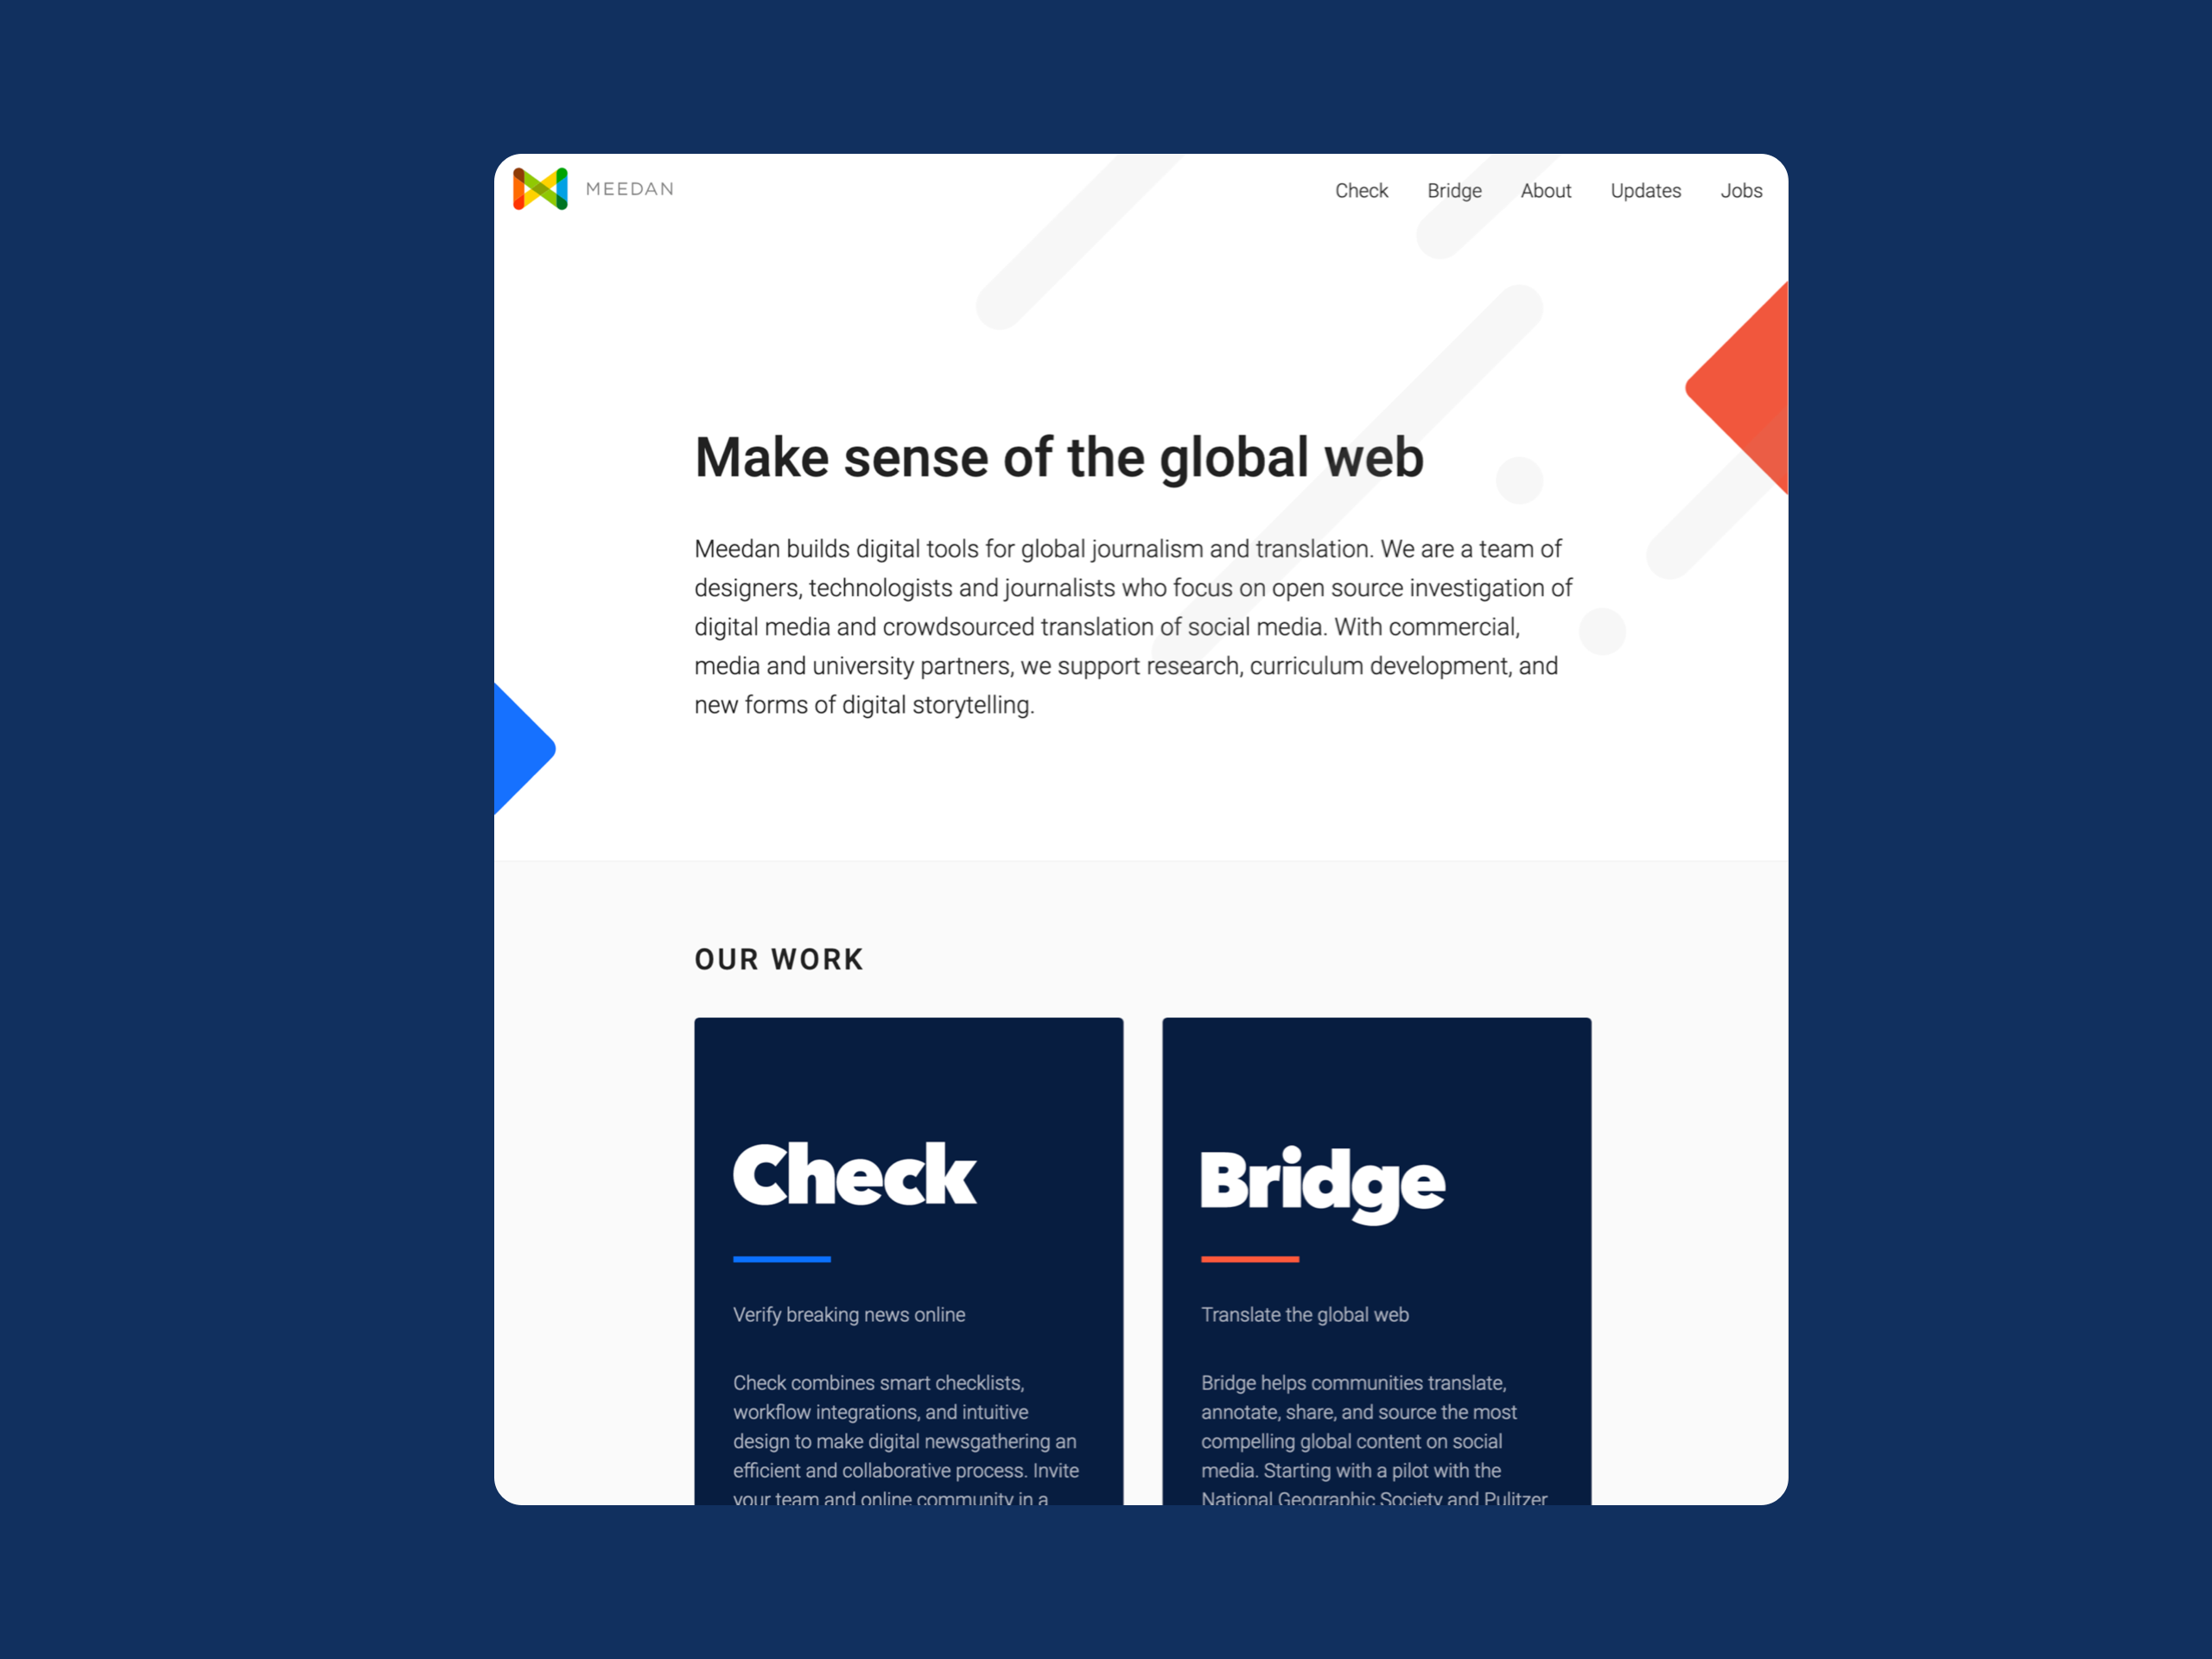 MEEDAN
Check Bridge About Updates Jobs
Make sense of the global web
Meedan builds digital tools for global journalism and translation. We are a team of
designers, technologists and journalists who focus on open source investigation of
digital media and crowdsourced translation of social media. With commercial,
media and university partners, we support research, curriculum development, and
new forms of digital storytelling.
OUR WORK
Check
Verify breaking news online
Check combines smart checklists,
workflow integrations, and intuitive
design to make digital newsgathering an
efficient and collaborative process. Invite
your team and online community in a
Bridge
Translate the global web
Bridge helps communities translate,
annotate, share, and source the most
compelling global content on social
media. Starting with a pilot with the
National Geographic Society and Pulitzer